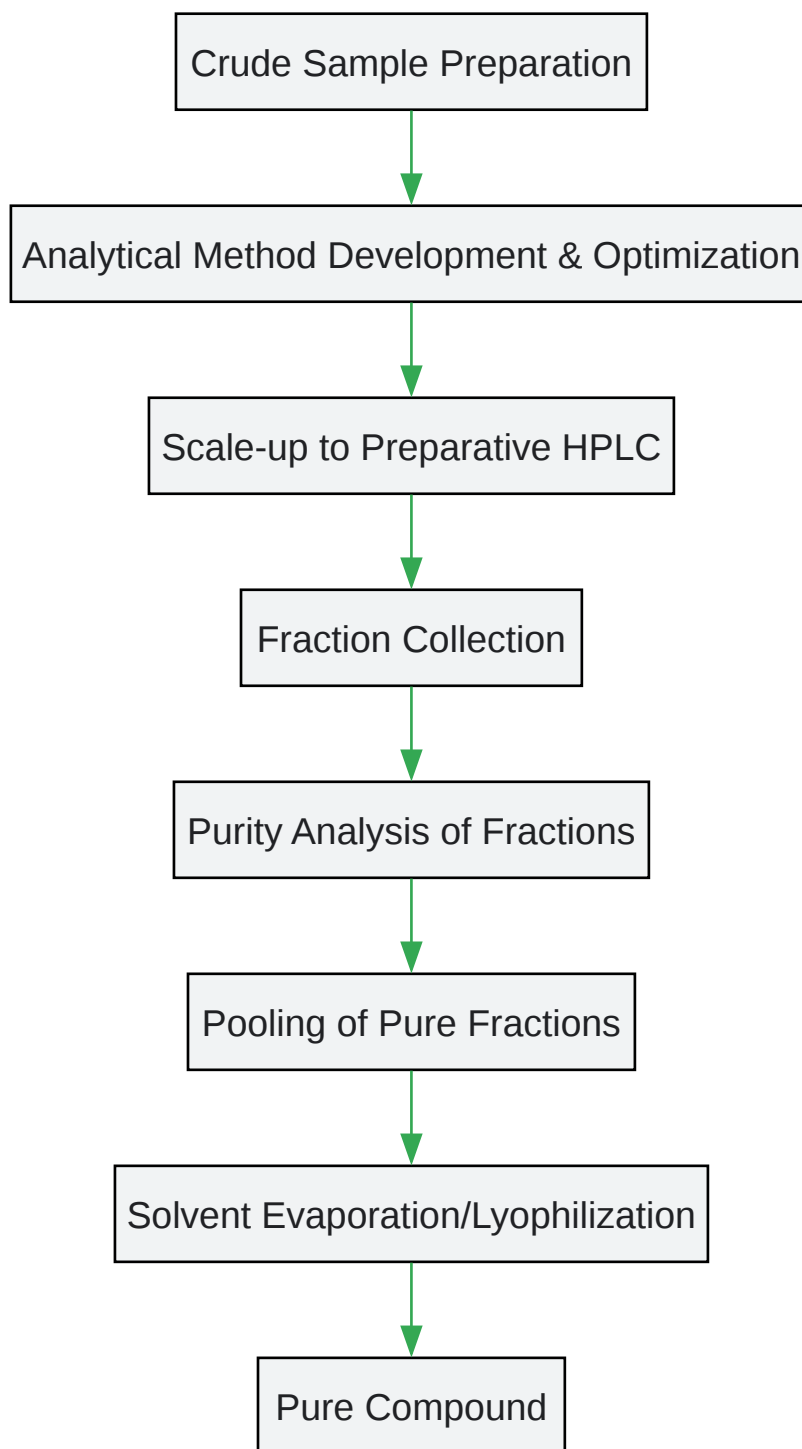 Crude Sample Preparation
Analytical Method Development & Optimization
Scale-up to Preparative HPLC
Fraction Collection
Purity Analysis of Fractions
Pooling of Pure Fractions
Solvent Evaporation/Lyophilization
Pure Compound